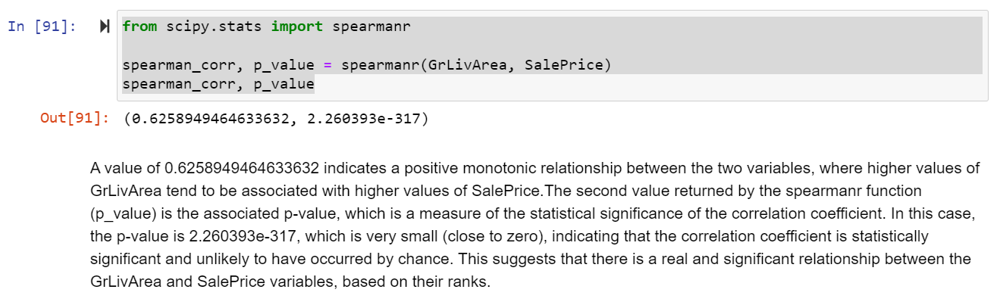 In [91]:
from scipy.stats import spearmanr
spearman_corr, p_value = spearmanr(GrLivArea, SalePrice)
spearman_corr, p_value
Out[91]: (0.6258949464633632, 2.260393e-317)
A value of 0.6258949464633632 indicates a positive monotonic relationship between the two variables, where higher values of
GrLivArea tend to be associated with higher values of SalePrice.The second value returned by the spearmanr function
(p_value) is the associated p-value, which is a measure of the statistical significance of the correlation coefficient. In this case,
the p-value is 2.260393e-317, which is very small (close to zero), indicating that the correlation coefficient is statistically
significant and unlikely to have occurred by chance. This suggests that there is a real and significant relationship between the
GrLivArea and SalePrice variables, based on their ranks.